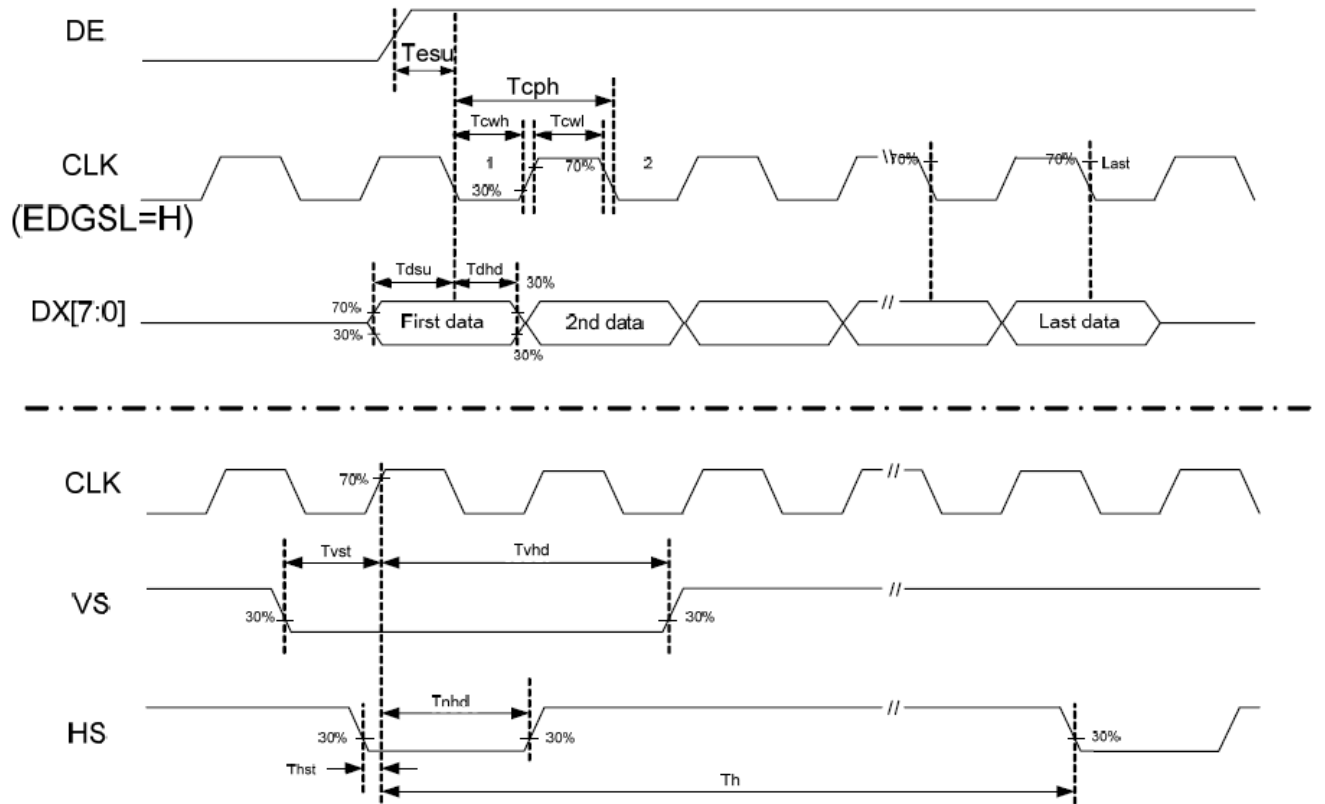 DE
Tesu
Tcph
Tcwh
Tcwl
CLK
(EDGSL=H)
1
30%
70%
2
70%
70%
Last
Tdsu
Tdhd
30%
DX[7:0]
70%
30%
First data
2nd data
//
Last data
30%
CLK
70%
//
Tvst
Tvhd
VS
30%
30%
//
Tnhd
HS
30%
30%
//
30%
Thst
Th